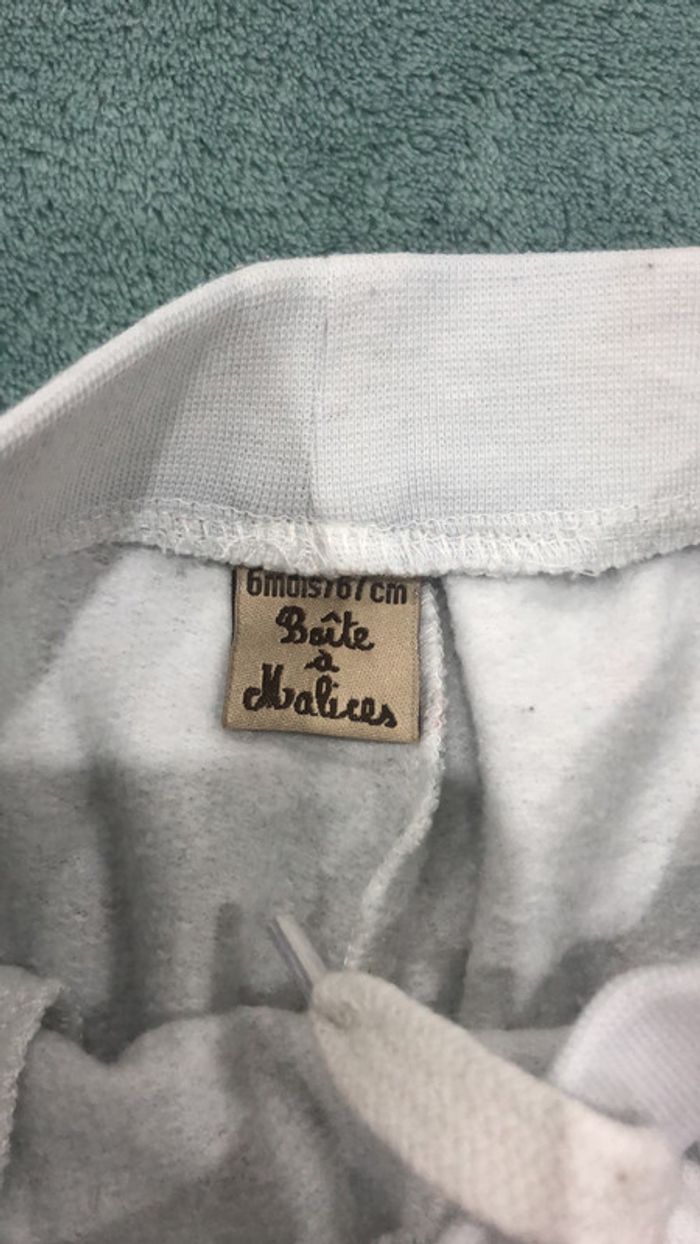 6mois/67cm
Boîte
à
Malices